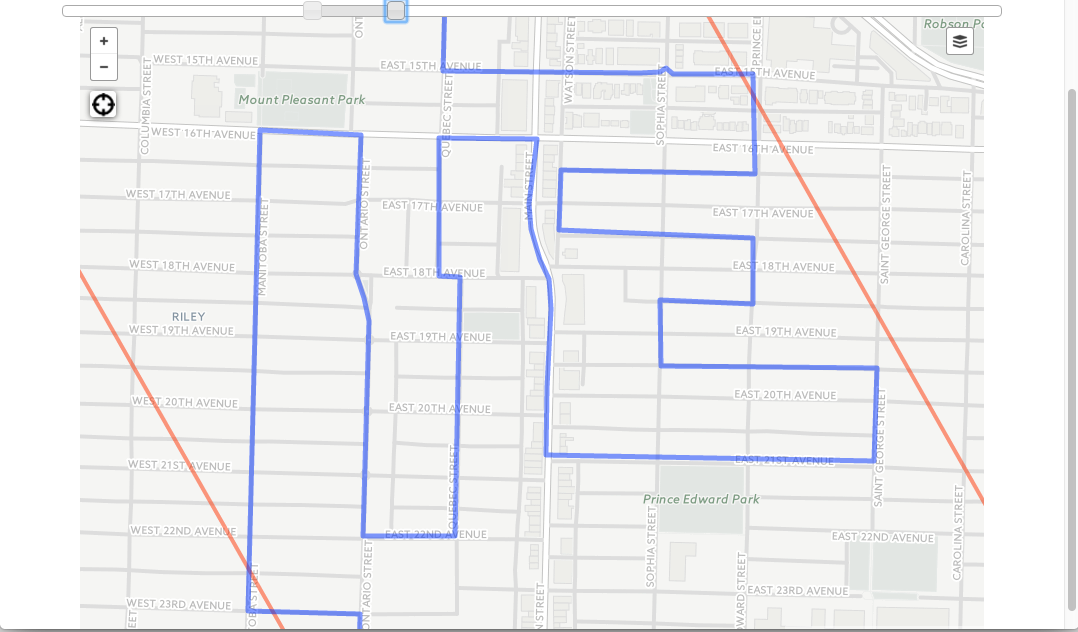 ONT
WATSON STREET
PRINCE E
Robson P
+
−
WEST 15TH AVENUE
EAST 15TH AVENUE
EAST 15TH AVENUE
COLUMBIA STREET
Mount Pleasant Park
QUEBEC STREET
SOPHIA STREET
WEST 16TH AVENUE
EAST 16TH AVENUE
WEST 17TH AVENUE
MANITOBA STREET
ONTARIO STREET
EAST 17TH AVENUE
MAIN STREET
EAST 17TH AVENUE
SAINT GEORGE STREET
CAROLINA STREET
WEST 18TH AVENUE
EAST 18TH AVENUE
EAST 18TH AVENUE
RILEY
WEST 19TH AVENUE
EAST 19TH AVENUE
EAST 19TH AVENUE
WEST 20TH AVENUE
EAST 20TH AVENUE
EAST 20TH AVENUE
SAINT GEORGE STREET
WEST 21ST AVENUE
QUEBEC STREET
EAST 21ST AVENUE
Prince Edward Park
SOPHIA STREET
CAROLINA STREET
WEST 22ND AVENUE
EAST 22ND AVENUE
EAST 22ND AVENUE
OBA STREET
ONTARIO STREET
N STREET
WARD STREET
EAST 23RD AVENUE
WEST 23RD AVENUE
EET